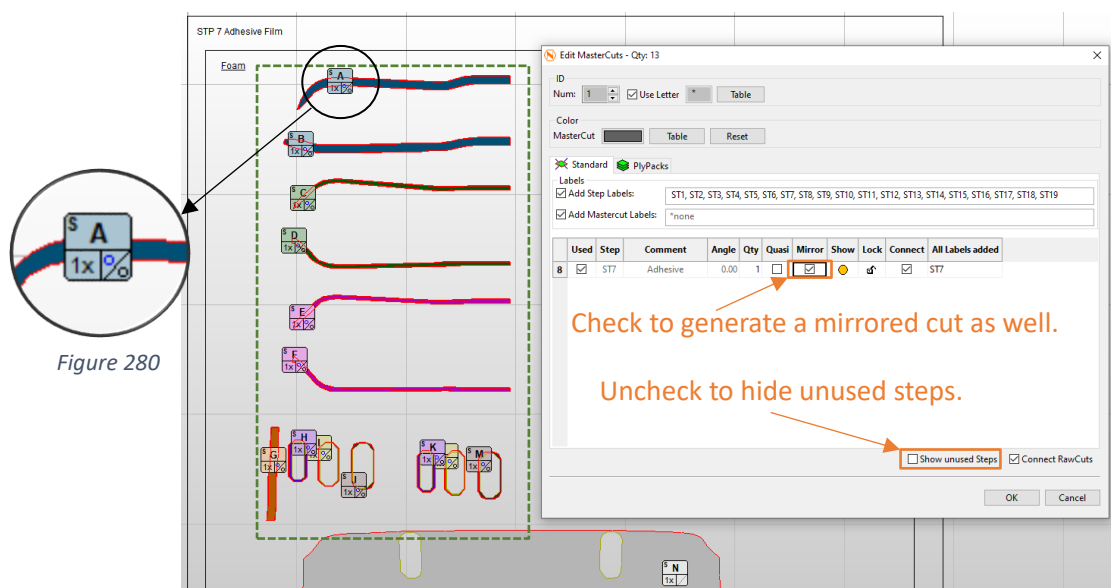 STP 7 Adhesive Film
Foam
S A
1x %
S A
1x %
Figure 280
S B
1x %
S C
1x %
S D
1x %
S E
1x %
S F
1x %
S G
1x %
S H
1x %
%
S J
1x %
S K
1x %
%
S M
1x %
S N
1x
Edit MasterCuts - Qty: 13
ID
Num: 1 Use Letter * Table
Color
MasterCut Table Reset
Standard PlyPacks
Labels
Add Step Labels: ST1, ST2, ST3, ST4, ST5, ST6, ST7, ST8, ST9, ST10, ST11, ST12, ST13, ST14, ST15, ST16, ST17, ST18, ST19
Add Mastercut Labels: *none
Used Step Comment Angle Qty Quasi Mirror Show Lock Connect All Labels added
8 ST7 Adhesive 0.00 1 ST7
Check to generate a mirrored cut as well.
Uncheck to hide unused steps.
Show unused Steps Connect RawCuts
OK Cancel